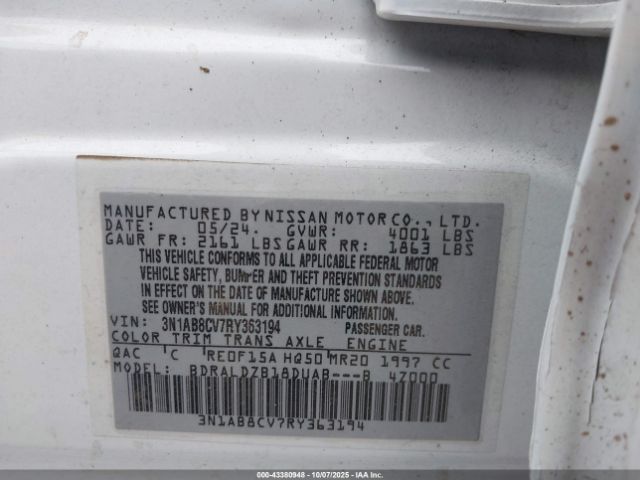 MANUFACTURED BY NISSAN MOTOR CO., LTD.
DATE: 05/24. GVWR: 4001 LBS
GAWR FR: 2161 LBS GAWR RR: 1863 LBS
THIS VEHICLE CONFORMS TO ALL APPLICABLE FEDERAL MOTOR
VEHICLE SAFETY, BUMPER AND THEFT PREVENTION STANDARDS
IN EFFECT ON THE DATE OF MANUFACTURE SHOWN ABOVE.
SEE OWNER'S MANUAL FOR ADDITIONAL INFORMATION.
VIN: 3N1AB8CV7RY363194 PASSENGER CAR.
COLOR TRIM TRANS AXLE ENGINE
QAC C RE0F15A HQ50 MR20 1997 CC
MODEL: BDRALDZB18DUAB---B 47000
3N1AB8CV7RY363194
000-43380948 - 10/07/2025 - IAA Inc.